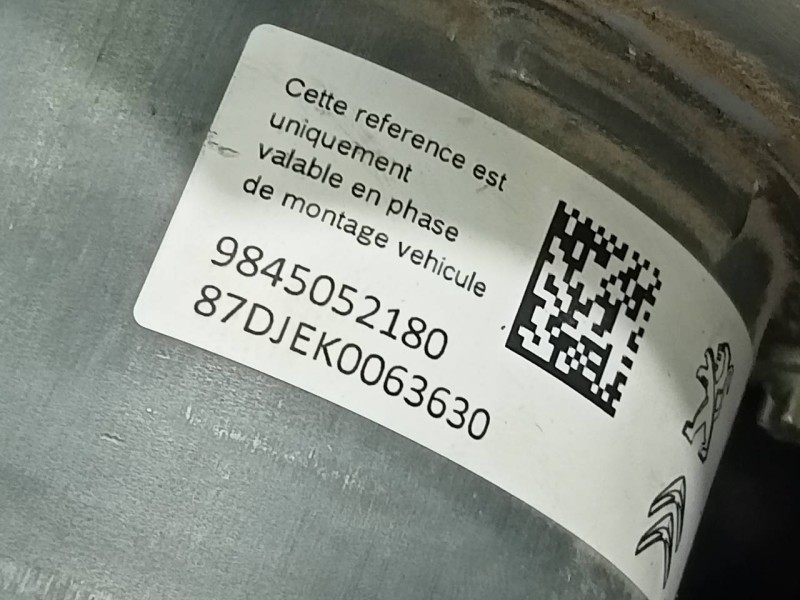 Cette reference est
uniquement
valable en phase
de montage vehicule
9845052180
87DJEK0063630